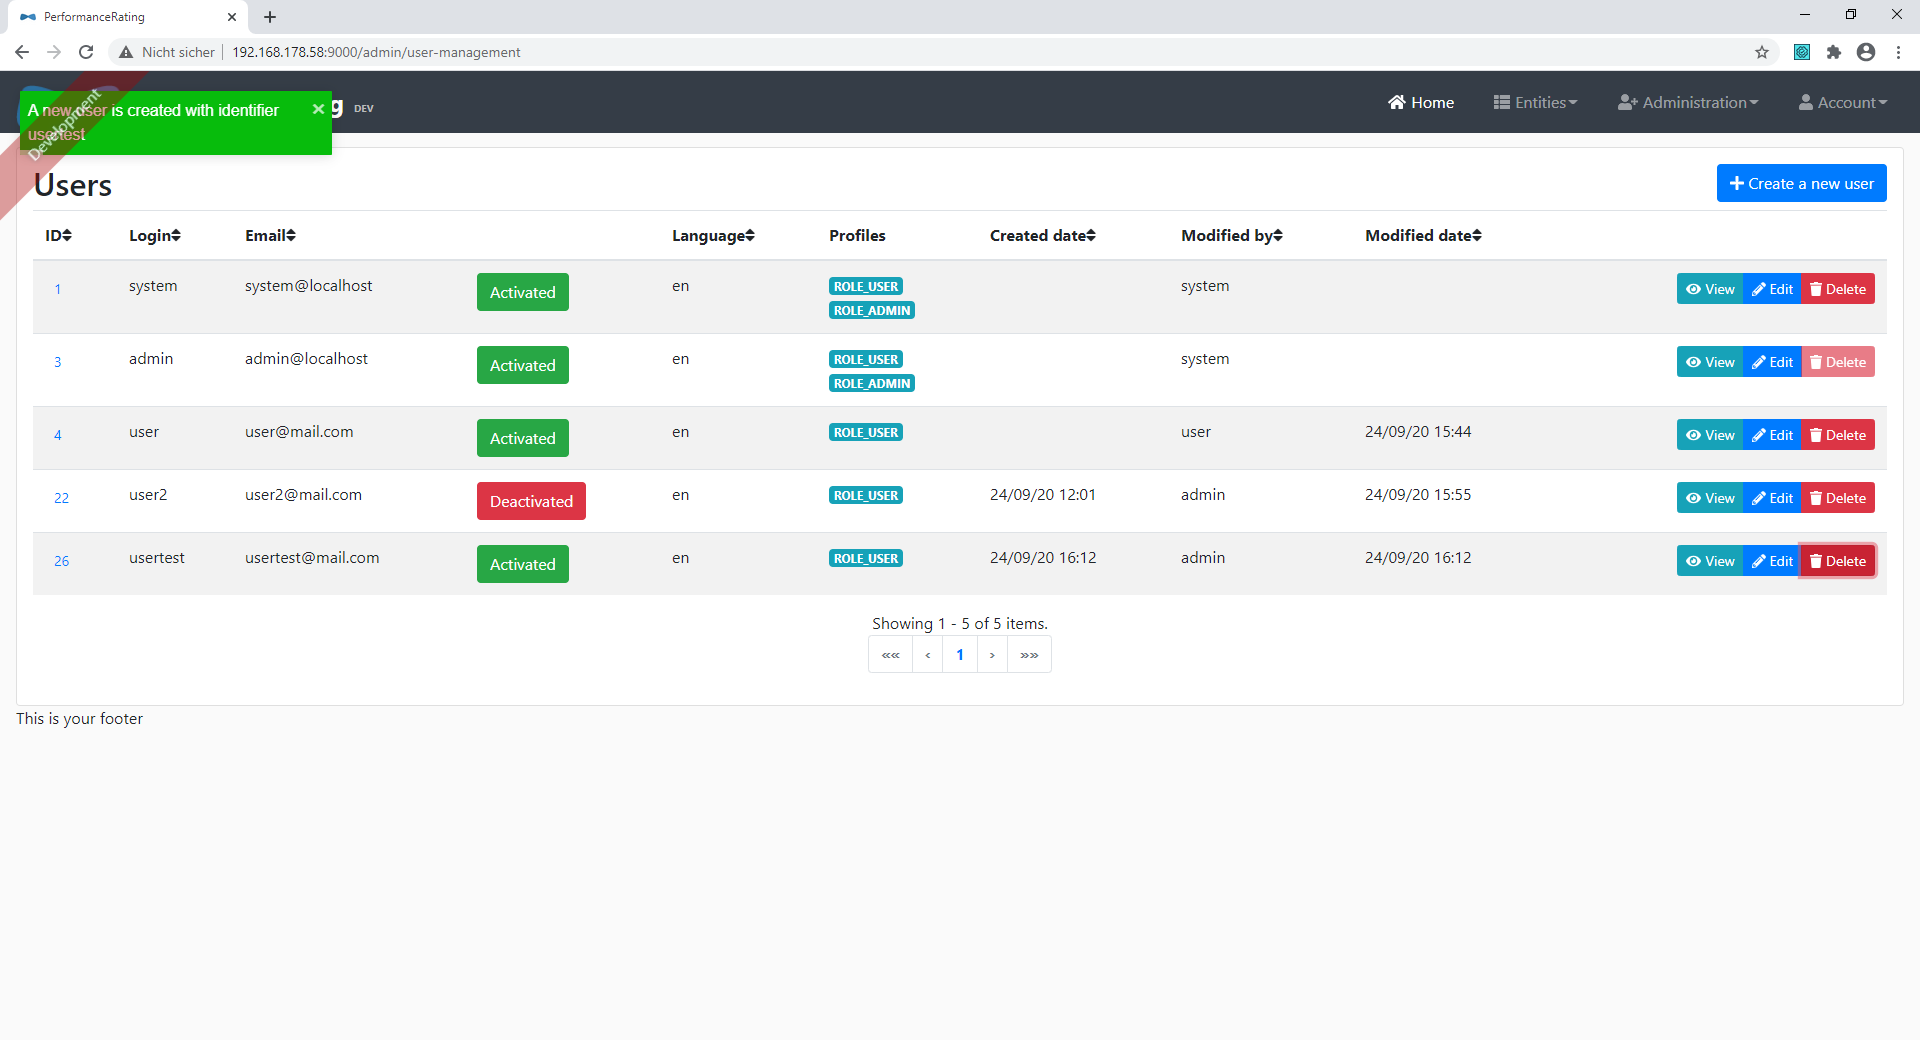 PerformanceRating
Nicht sicher 192.168.178.58:9000/admin/user-management
A new user is created with identifier
usertest
Development
g DEV
Home Entities Administration Account
Users
Create a new user
ID Login Email Language Profiles Created date Modified by Modified date
1 system system@localhost Activated en ROLE_USER system View Edit Delete
ROLE_ADMIN
3 admin admin@localhost Activated en ROLE_USER system View Edit Delete
ROLE_ADMIN
4 user user@mail.com Activated en ROLE_USER user 24/09/20 15:44 View Edit Delete
22 user2 user2@mail.com Deactivated en ROLE_USER 24/09/20 12:01 admin 24/09/20 15:55 View Edit Delete
26 usertest usertest@mail.com Activated en ROLE_USER 24/09/20 16:12 admin 24/09/20 16:12 View Edit Delete
Showing 1 - 5 of 5 items.
«« ‹ 1 › »»
This is your footer